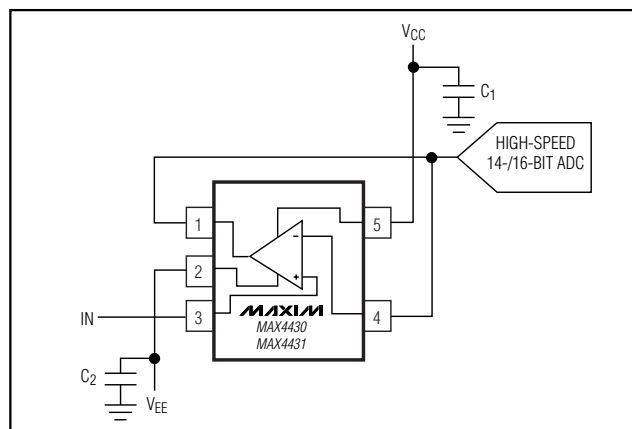 VCC
C1
HIGH-SPEED
14-/16-BIT ADC
1
5
2
-
+
IN
3
4
MAXIM
MAX4430
MAX4431
C2
VEE